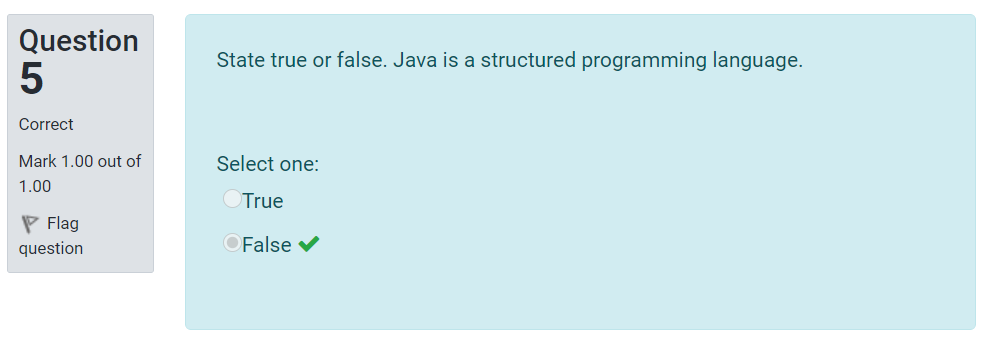 Question
5
Correct
Mark 1.00 out of
1.00
Flag
question
State true or false. Java is a structured programming language.
Select one:
True
False